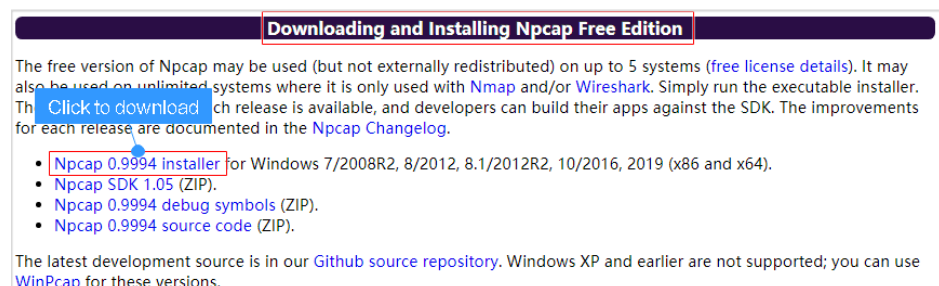 Downloading and Installing Npcap Free Edition
The free version of Npcap may be used (but not externally redistributed) on up to 5 systems (free license details). It may
also be used on unlimited systems where it is only used with Nmap and/or Wireshark. Simply run the executable installer.
Th
Click to download
ch release is available, and developers can build their apps against the SDK. The improvements
for each release are documented in the Npcap Changelog.
• Npcap 0.9994 installer for Windows 7/2008R2, 8/2012, 8.1/2012R2, 10/2016, 2019 (x86 and x64).
• Npcap SDK 1.05 (ZIP).
• Npcap 0.9994 debug symbols (ZIP).
• Npcap 0.9994 source code (ZIP).
The latest development source is in our Github source repository. Windows XP and earlier are not supported; you can use
WinPcap for these versions.